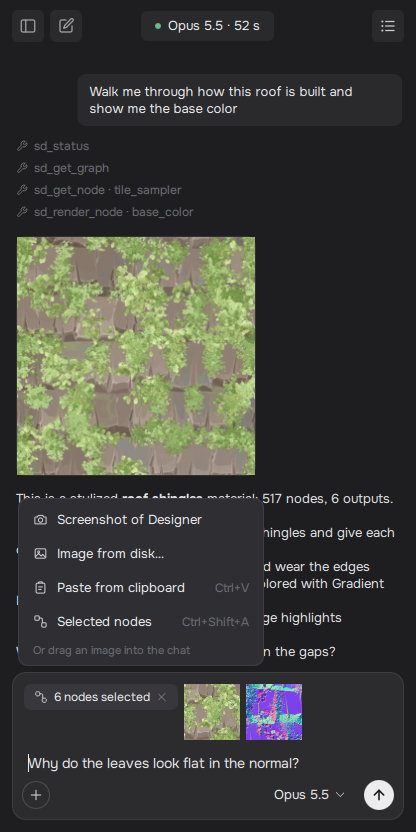 Opus 5.5 · 52 s
Walk me through how this roof is built and
show me the base color
sd_status
sd_get_graph
sd_get_node · tile_sampler
sd_render_node · base_color
This is a stylized roof shingles material: 517 nodes, 6 outputs.
Screenshot of Designer
hingles and give each
Image from disk...
d wear the edges
Paste from clipboard Ctrl+V
olored with Gradient
Selected nodes Ctrl+Shift+A
ge highlights
Or drag an image into the chat
n the gaps?
6 nodes selected
Why do the leaves look flat in the normal?
Opus 5.5